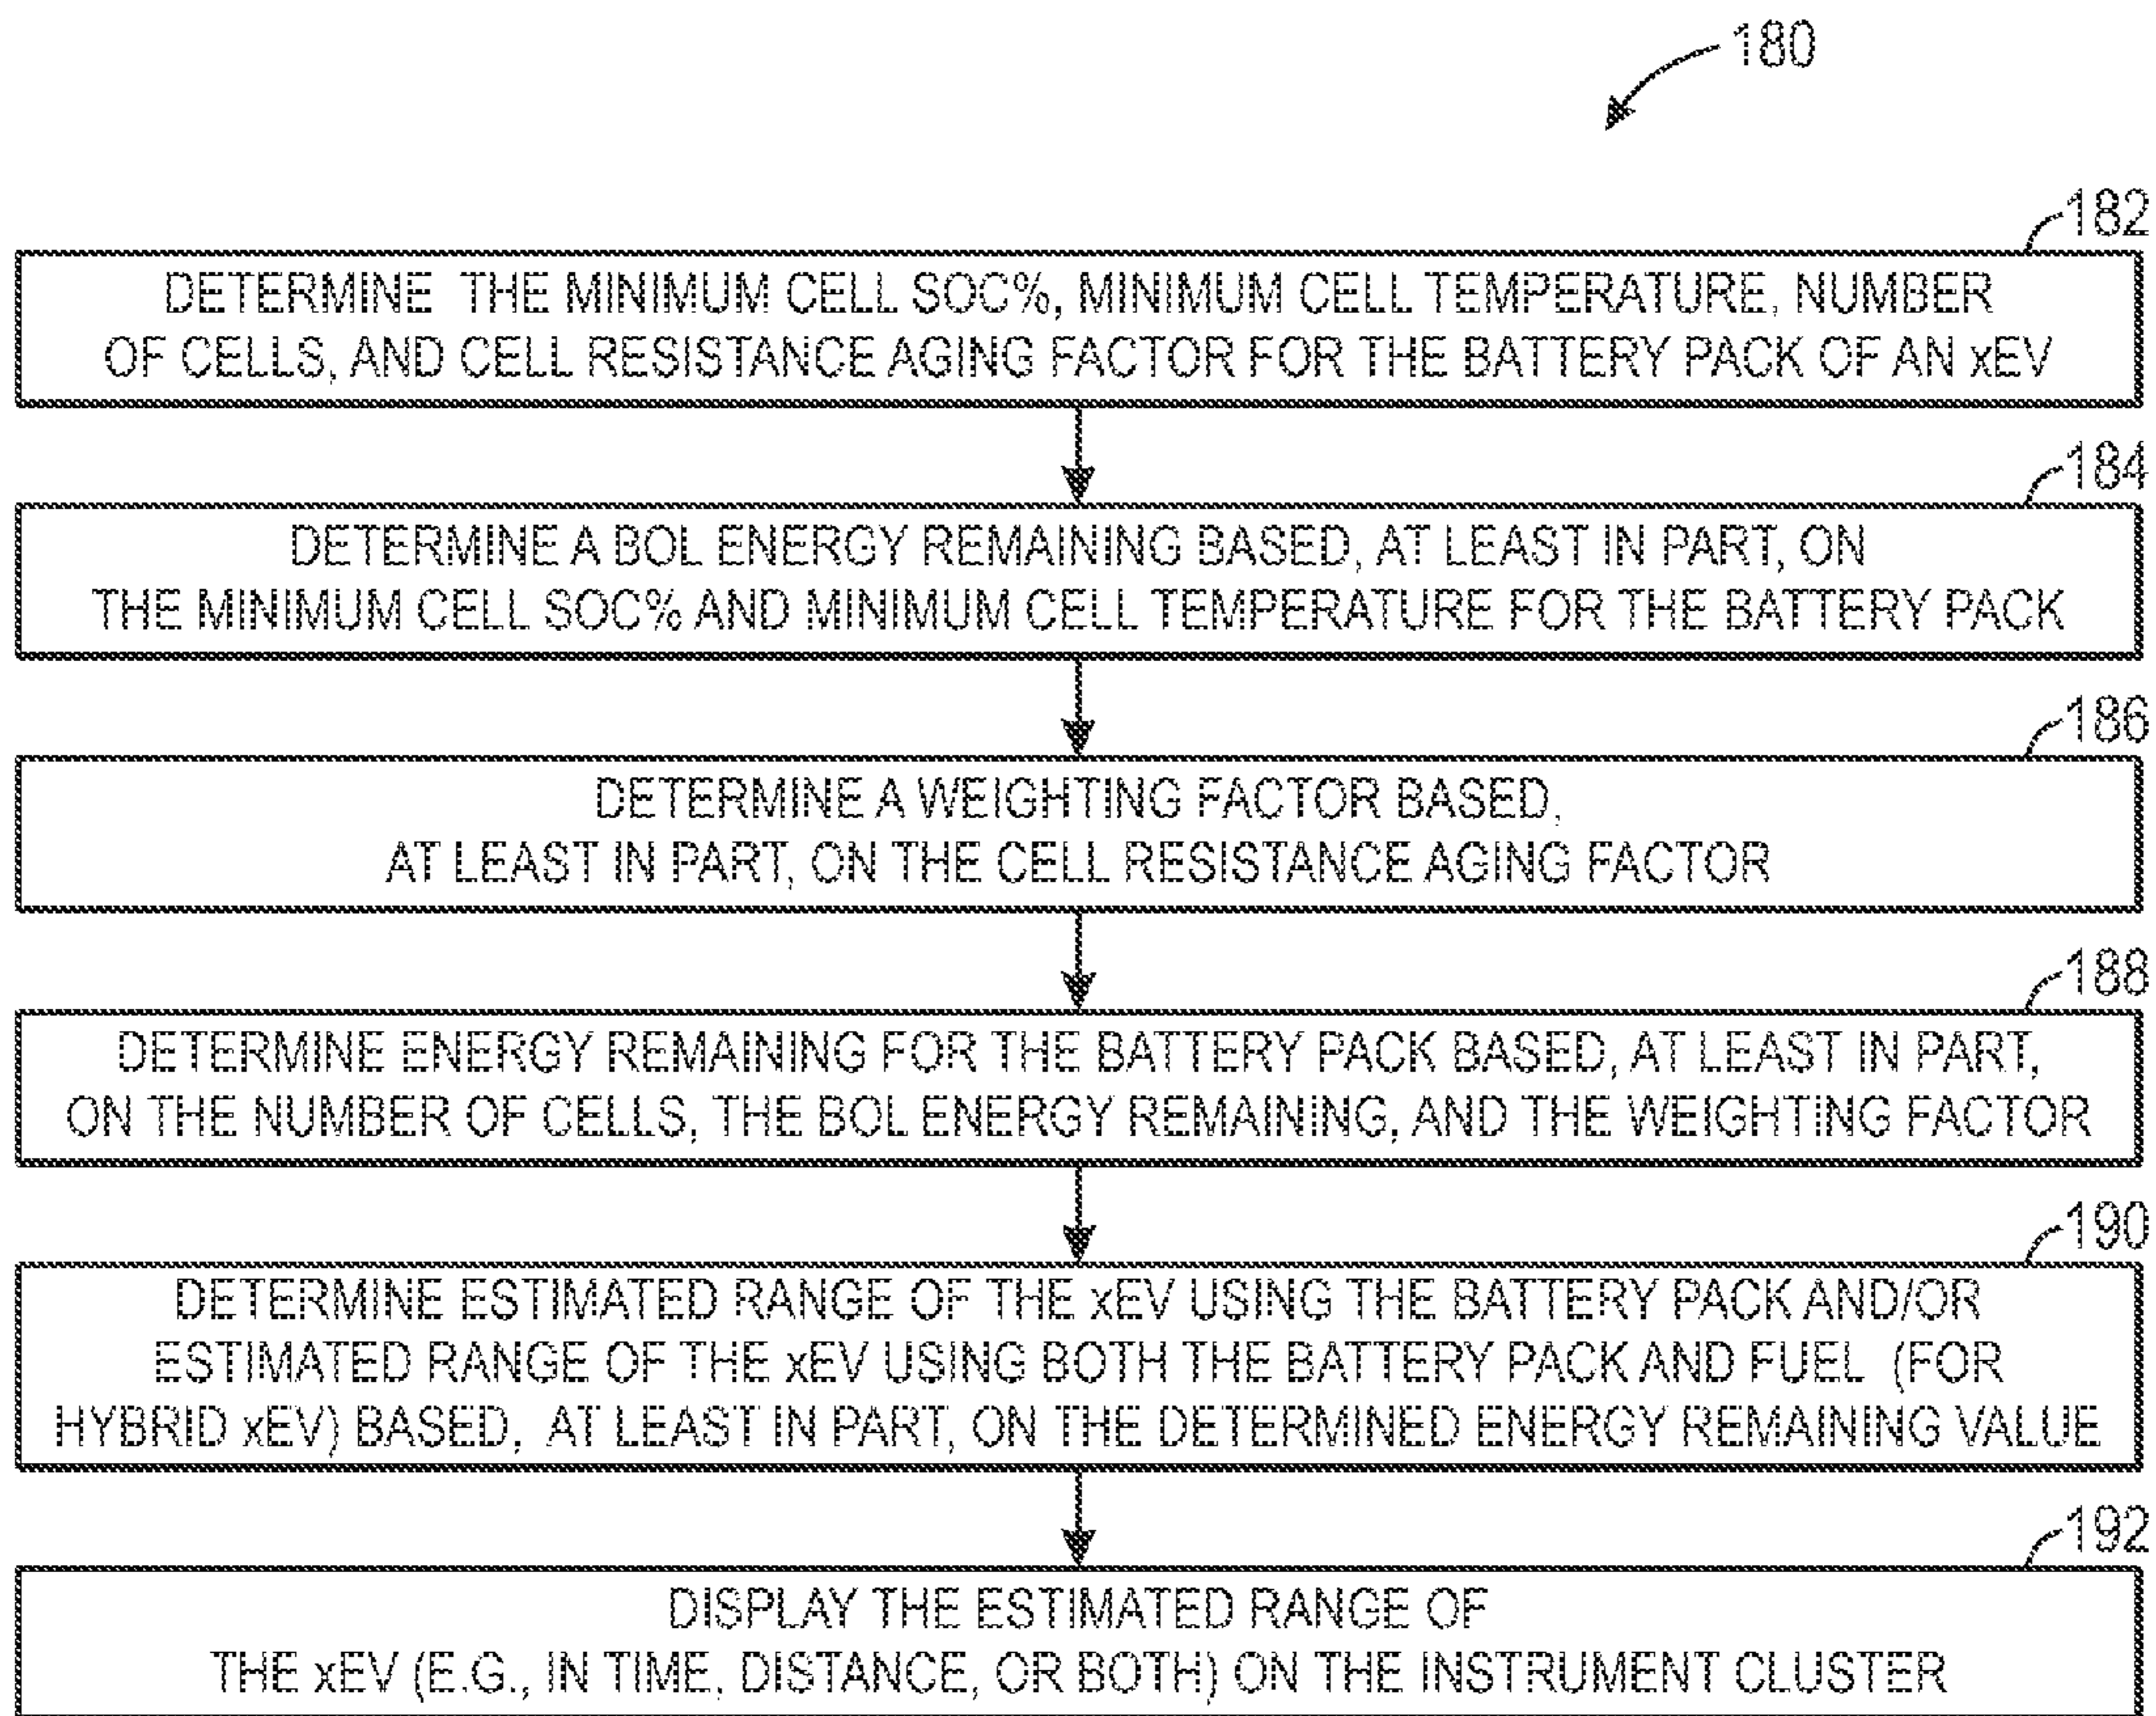 180
182
DETERMINE THE MINIMUM CELL SOC%, MINIMUM CELL TEMPERATURE, NUMBER
OF CELLS, AND CELL RESISTANCE AGING FACTOR FOR THE BATTERY PACK OF AN xEV
184
DETERMINE A BOL ENERGY REMAINING BASED, AT LEAST IN PART, ON
THE MINIMUM CELL SOC% AND MINIMUM CELL TEMPERATURE FOR THE BATTERY PACK
186
DETERMINE A WEIGHTING FACTOR BASED,
AT LEAST IN PART, ON THE CELL RESISTANCE AGING FACTOR
188
DETERMINE ENERGY REMAINING FOR THE BATTERY PACK BASED, AT LEAST IN PART,
ON THE NUMBER OF CELLS, THE BOL ENERGY REMAINING, AND THE WEIGHTING FACTOR
190
DETERMINE ESTIMATED RANGE OF THE xEV USING THE BATTERY PACK AND/OR
ESTIMATED RANGE OF THE xEV USING BOTH THE BATTERY PACK AND FUEL (FOR
HYBRID xEV) BASED, AT LEAST IN PART, ON THE DETERMINED ENERGY REMAINING VALUE
192
DISPLAY THE ESTIMATED RANGE OF
THE xEV (E.G., IN TIME, DISTANCE, OR BOTH) ON THE INSTRUMENT CLUSTER